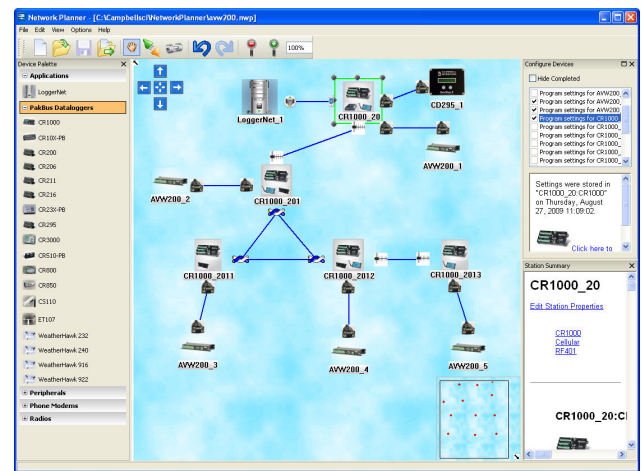 Network Planner - [C:\Campbellsci\NetworkPlanner\avw200.nwp]
File Edit View Options Help
100%
Device Palette
Applications
LoggerNet
PakBus Dataloggers
CR1000
CR10X-PB
CR200
CR206
CR211
CR216
CR23X-PB
CR295
CR3000
CR510-PB
CR800
CR850
CS110
ET107
WeatherHawk 232
WeatherHawk 240
WeatherHawk 916
WeatherHawk 922
Peripherals
Phone Modems
Radios
LoggerNet_1
CR1000_20
CD295_1
AVW200_1
AVW200_2
CR1000_201
CR1000_2011
CR1000_2012
CR1000_2013
AVW200_3
AVW200_4
AVW200_5
Configure Devices
Hide Completed
Program settings for AVW200_
Program settings for AVW200_
Program settings for AVW200_
Program settings for CR1000
Program settings for CR1000_
Program settings for CR1000_
Program settings for CR1000_
Program settings for CR1000_
Settings were stored in
"CR1000_20:CR1000"
on Thursday, August
27, 2009 11:09:02.
Click here to
Station Summary
CR1000_20
Edit Station Properties
CR1000
Cellular
RF401
CR1000_20:C